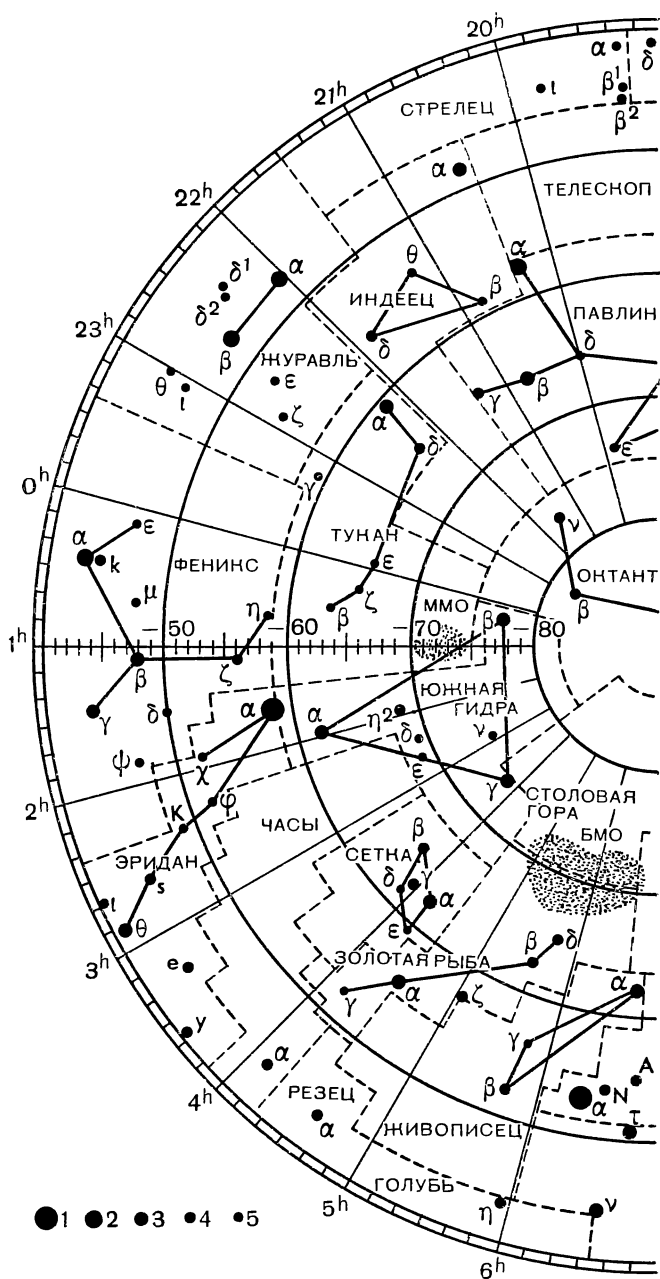 20ʰ
α
δ
ι
β¹
β²
СТРЕЛЕЦ
21ʰ
α
ТЕЛЕСКОП
22ʰ
δ¹
δ²
α
β
θ
ИНДЕЕЦ
β
δ
α
ПАВЛИН
δ
23ʰ
ЖУРАВЛЬ
θ
ι
ε
ζ
γ
β
α
δ
ε
0ʰ
γ
ν
α
ε
k
ФЕНИКС
ТУКАН
ε
ζ
β
ОКТАНТ
β
μ
η
ММО
β
1ʰ
−50
−60
−70
−80
β
ζ
ЮЖНАЯ
ГИДРА
γ
δ
α
α
η²
δ
ν
ψ
χ
ε
γ
СТОЛОВАЯ
ГОРА
2ʰ
κ
φ
ЧАСЫ
БМО
ЭРИДАН
s
СЕТКА
β
δ
γ
α
ι
θ
ε
3ʰ
e
ЗОЛОТАЯ РЫБА
β
δ
γ
α
ζ
α
y
γ
4ʰ
α
РЕЗЕЦ
α
β
A
N
α
τ
ЖИВОПИСЕЦ
ГОЛУБЬ
5ʰ
η
ν
6ʰ
1
2
3
4
5